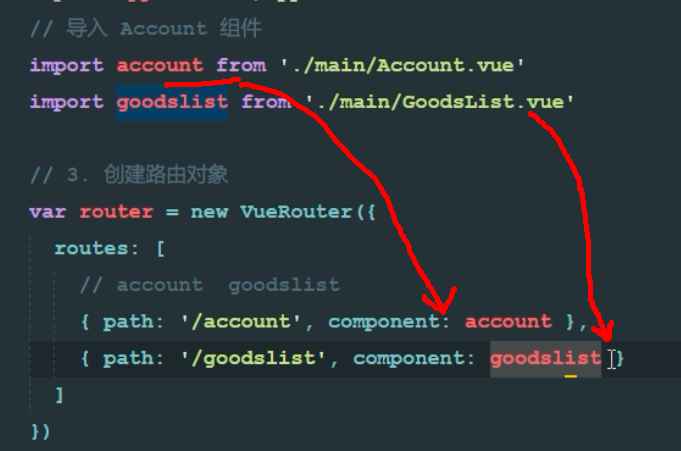 // 导入 Account 组件
import account from './main/Account.vue'
import goodslist from './main/GoodsList.vue'
// 3. 创建路由对象
var router = new VueRouter({
routes: [
// account goodslist
{ path: '/account', component: account },
{ path: '/goodslist', component: goodslist }
]
})